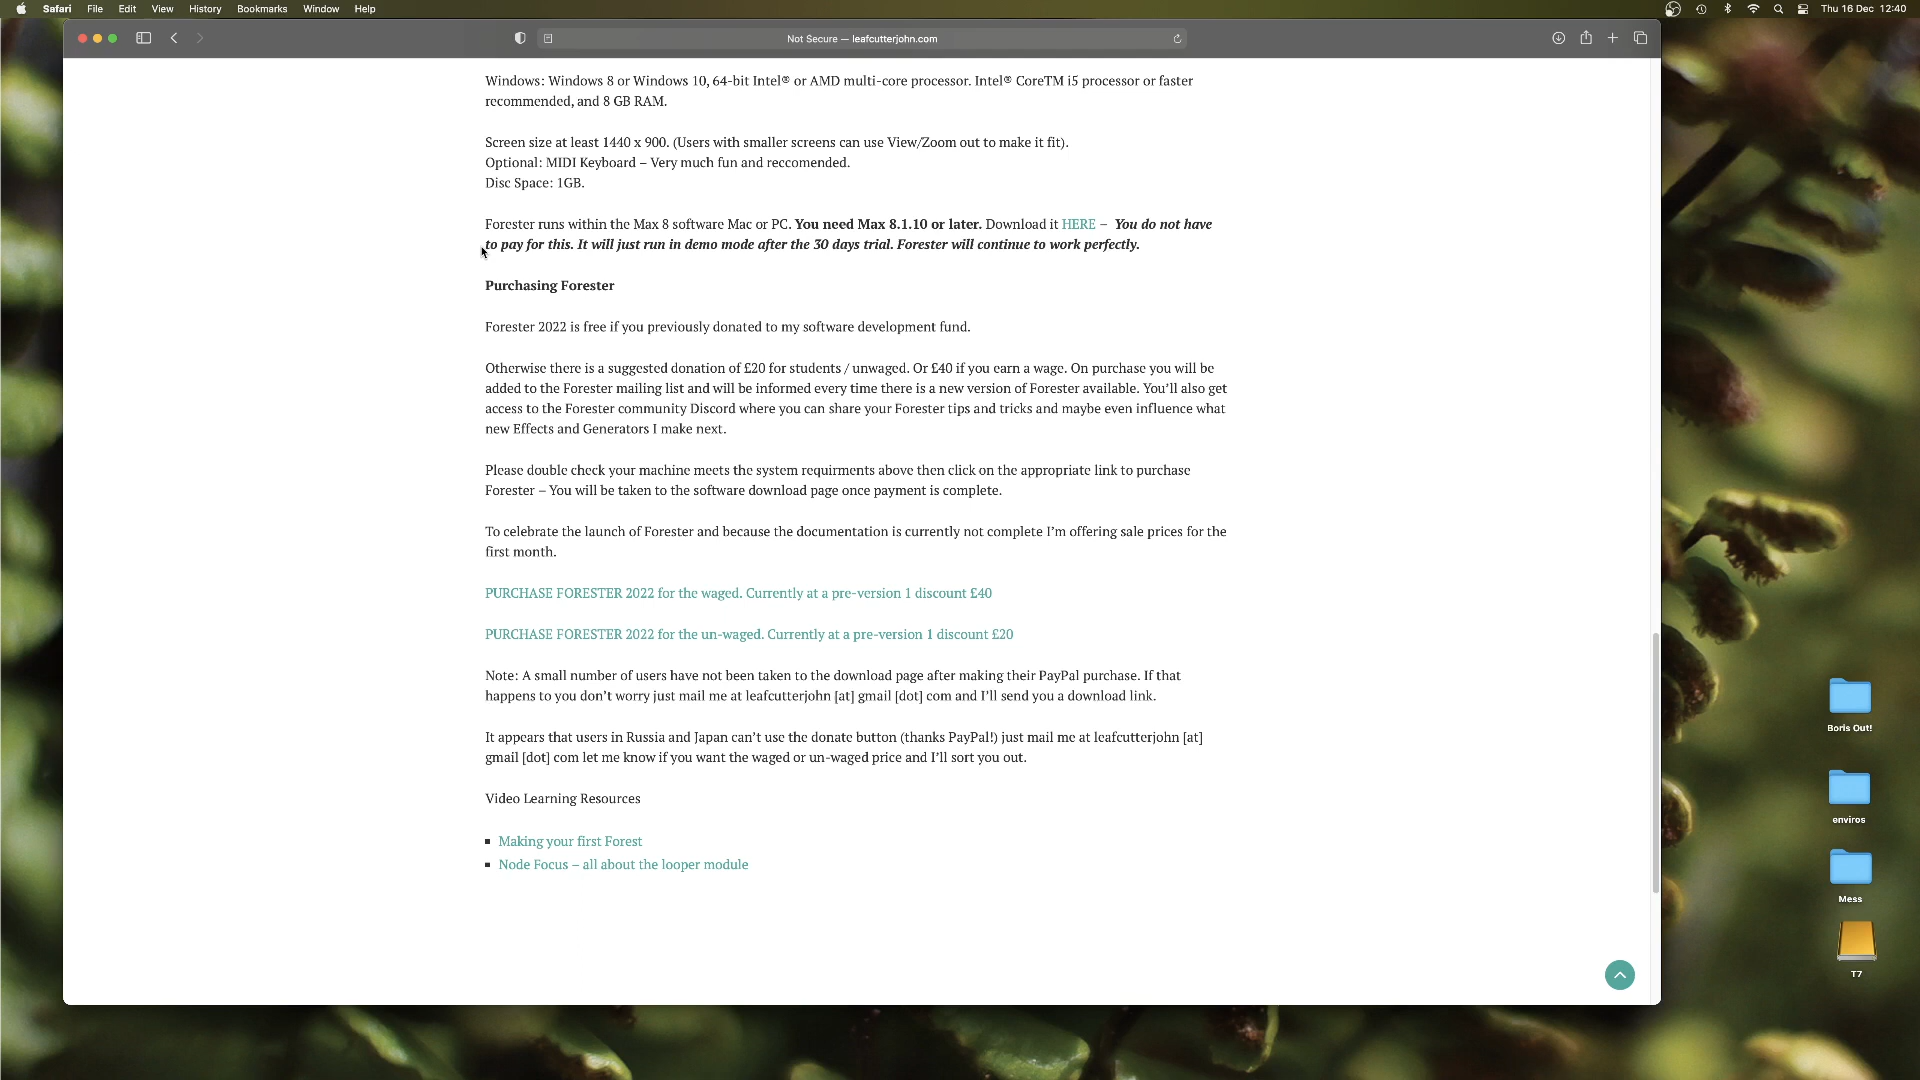 Safari File Edit View History Bookmarks Window Help
Thu 16 Dec 12:40
Not Secure — leafcutterjohn.com
Windows: Windows 8 or Windows 10, 64-bit Intel® or AMD multi-core processor. Intel® CoreTM i5 processor or faster
recommended, and 8 GB RAM.
Screen size at least 1440 x 900. (Users with smaller screens can use View/Zoom out to make it fit).
Optional: MIDI Keyboard – Very much fun and reccomended.
Disc Space: 1GB.
Forester runs within the Max 8 software Mac or PC. You need Max 8.1.10 or later. Download it HERE – You do not have
to pay for this. It will just run in demo mode after the 30 days trial. Forester will continue to work perfectly.
Purchasing Forester
Forester 2022 is free if you previously donated to my software development fund.
Otherwise there is a suggested donation of £20 for students / unwaged. Or £40 if you earn a wage. On purchase you will be
added to the Forester mailing list and will be informed every time there is a new version of Forester available. You’ll also get
access to the Forester community Discord where you can share your Forester tips and tricks and maybe even influence what
new Effects and Generators I make next.
Please double check your machine meets the system requirments above then click on the appropriate link to purchase
Forester – You will be taken to the software download page once payment is complete.
To celebrate the launch of Forester and because the documentation is currently not complete I’m offering sale prices for the
first month.
PURCHASE FORESTER 2022 for the waged. Currently at a pre-version 1 discount £40
PURCHASE FORESTER 2022 for the un-waged. Currently at a pre-version 1 discount £20
Note: A small number of users have not been taken to the download page after making their PayPal purchase. If that
happens to you don’t worry just mail me at leafcutterjohn [at] gmail [dot] com and I’ll send you a download link.
It appears that users in Russia and Japan can’t use the donate button (thanks PayPal!) just mail me at leafcutterjohn [at]
gmail [dot] com let me know if you want the waged or un-waged price and I’ll sort you out.
Video Learning Resources
Making your first Forest
Node Focus – all about the looper module
Boris Out!
enviros
Mess
T7